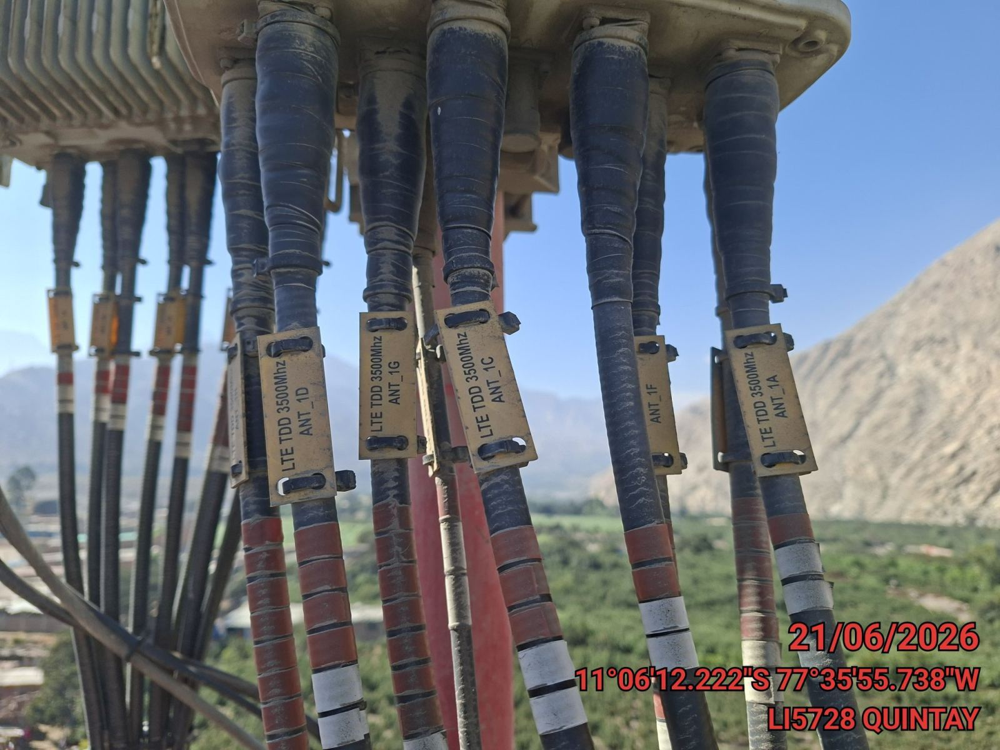 LTE TDD 3500Mhz
ANT_1D
LTE TDD 3500Mhz
ANT_1G
LTE TDD 3500Mhz
ANT_1C
ANT_1F
LTE TDD 3500Mhz
ANT_1A
21/06/2026
11°06'12.222"S 77°35'55.738"W
LI5728 QUINTAY